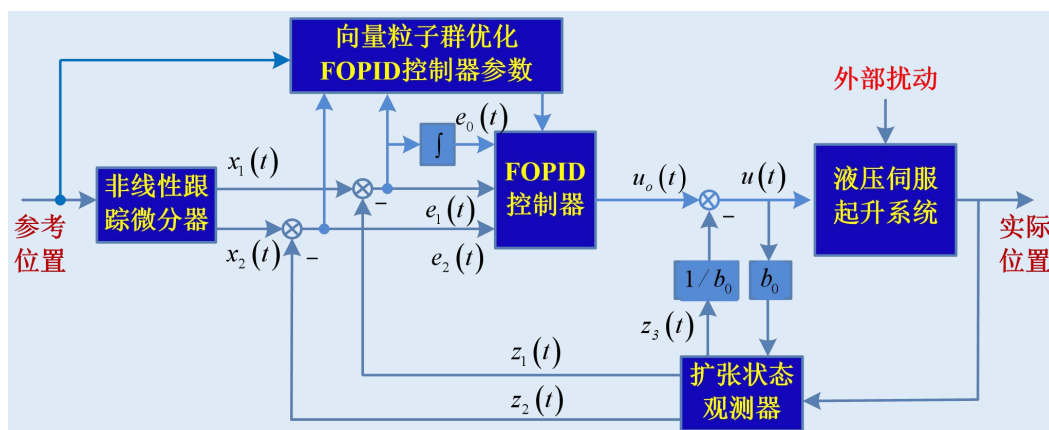 向量粒子群优化
FOPID控制器参数
外部扰动
e₀(t)
∫
x₁(t)
非线性跟
踪微分器
FOPID
控制器
u_o(t)
u(t)
液压伺服
起升系统
−
−
参考
位置
e₁(t)
实际
位置
x₂(t)
−
e₂(t)
1/b₀
b₀
z₃(t)
z₁(t)
扩张状态
观测器
z₂(t)